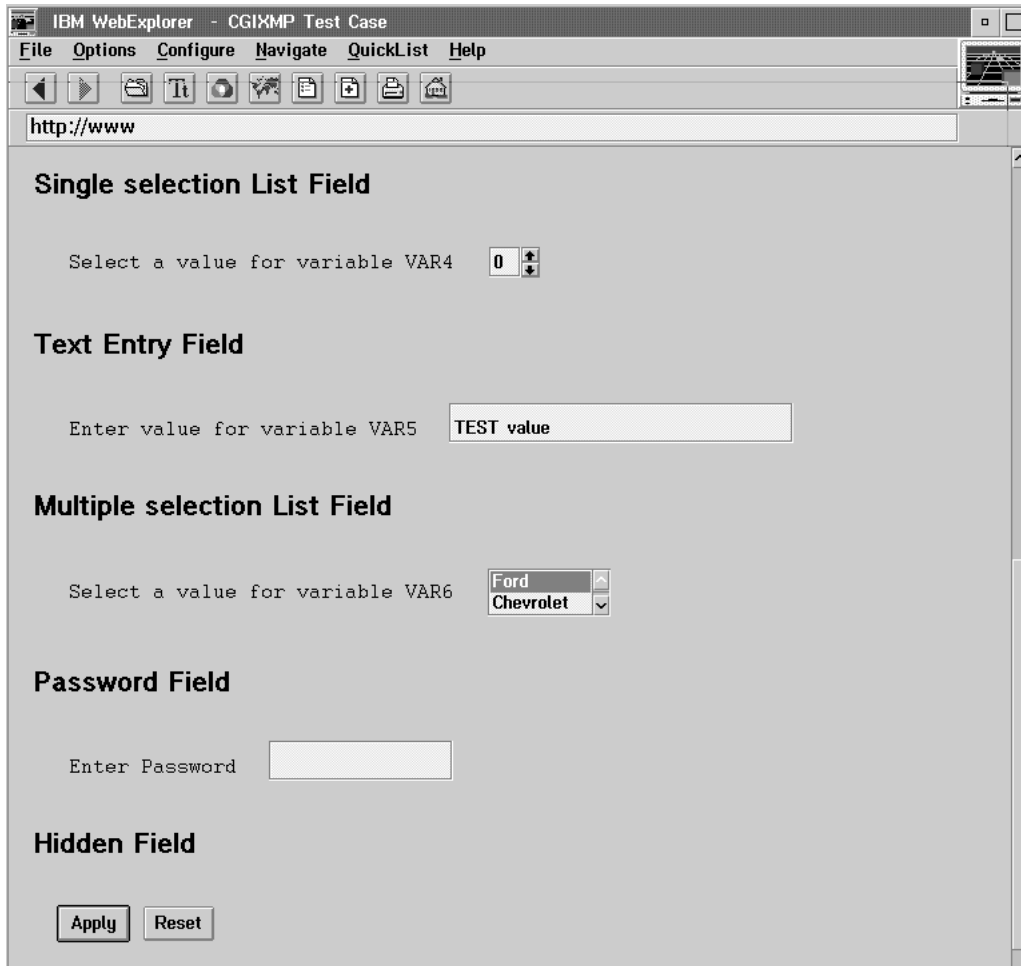 IBM WebExplorer - CGIXMP Test Case
File Options Configure Navigate QuickList Help
Tt
http://www
Single selection List Field
Select a value for variable VAR4 0
Text Entry Field
Enter value for variable VAR5 TEST value
Multiple selection List Field
Ford
Select a value for variable VAR6
Chevrolet
Password Field
Enter Password
Hidden Field
Apply Reset